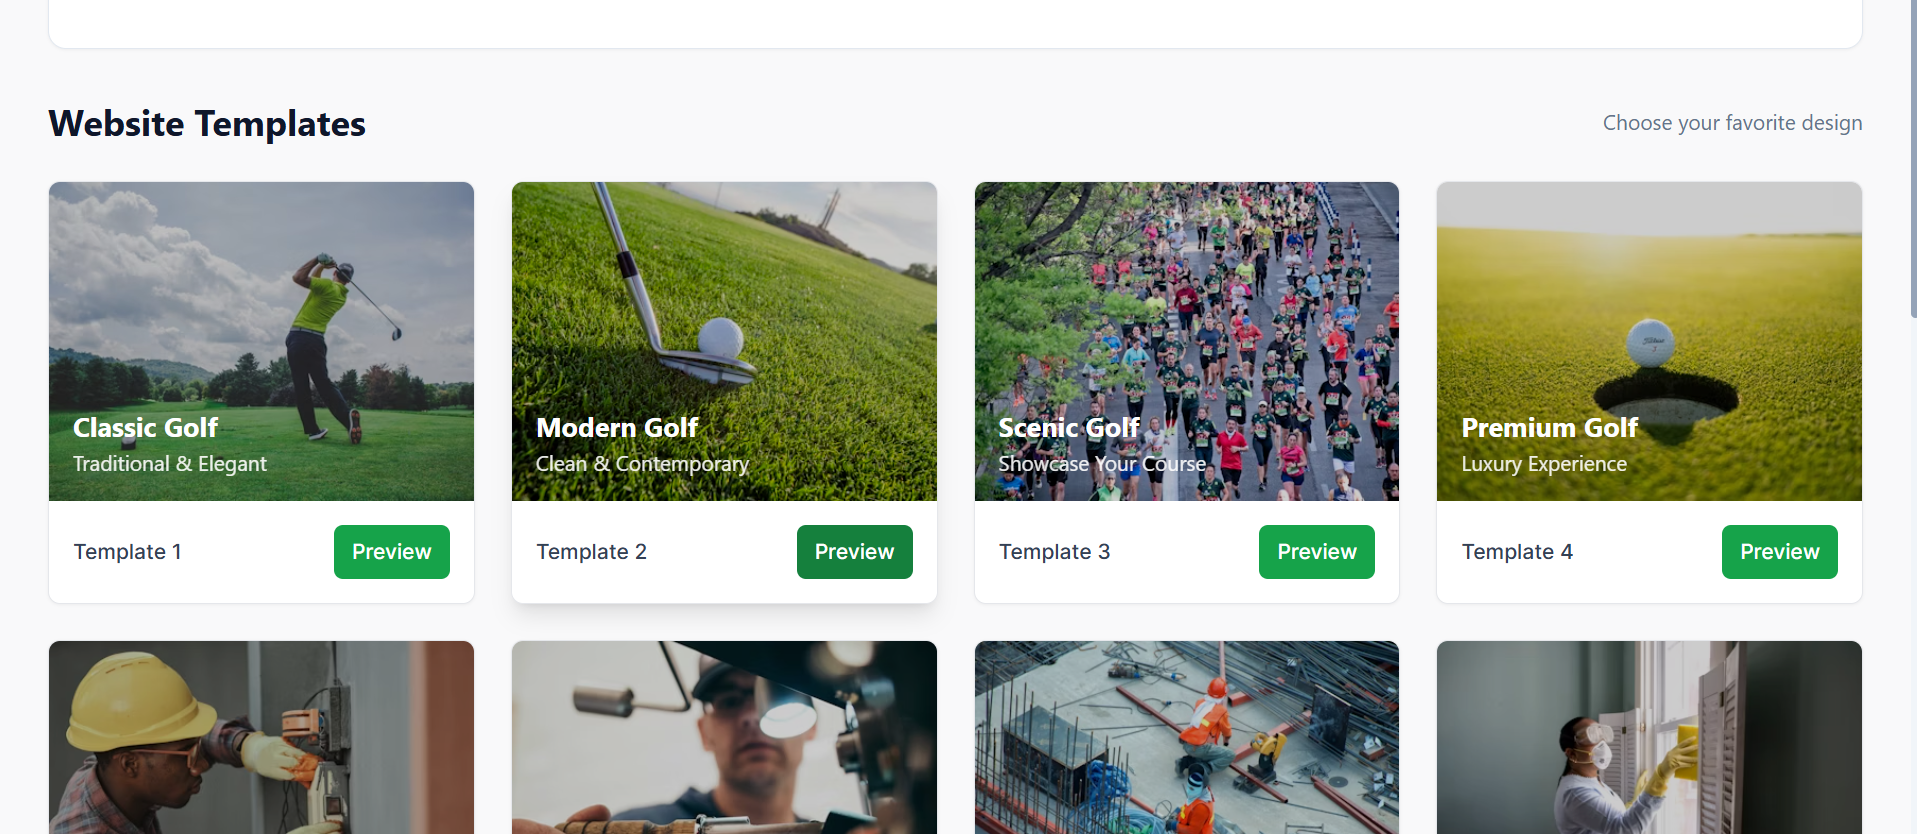 Website Templates
Choose your favorite design
Classic Golf
Traditional & Elegant
Modern Golf
Clean & Contemporary
Scenic Golf
Showcase Your Course
Premium Golf
Luxury Experience
Template 1
Preview
Template 2
Preview
Template 3
Preview
Template 4
Preview